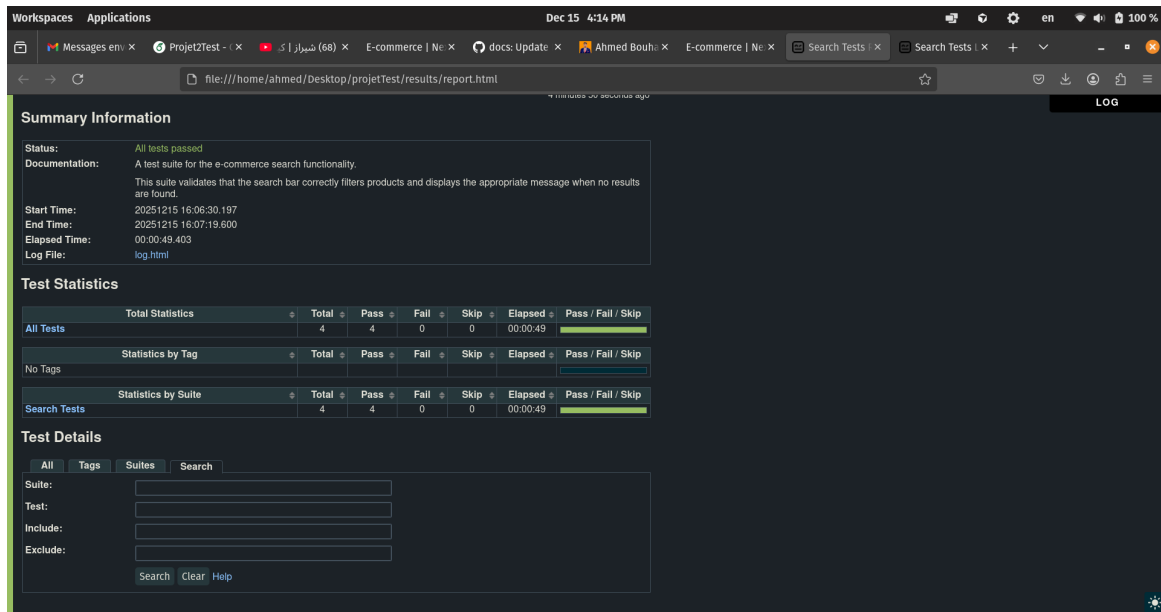 Workspaces Applications Dec 15 4:14 PM en 100 %
Messages env Projet2Test - ( (68) شیراز | ک E-commerce | Ne docs: Update Ahmed Bouha E-commerce | Ne Search Tests Search Tests L
file:///home/ahmed/Desktop/projetTest/results/report.html
4 minutes 50 seconds ago
LOG
Summary Information
Status: All tests passed
Documentation: A test suite for the e-commerce search functionality.
This suite validates that the search bar correctly filters products and displays the appropriate message when no results
are found.
Start Time: 20251215 16:06:30.197
End Time: 20251215 16:07:19.600
Elapsed Time: 00:00:49.403
Log File: log.html
Test Statistics
Total Statistics Total Pass Fail Skip Elapsed Pass / Fail / Skip
All Tests 4 4 0 0 00:00:49
Statistics by Tag Total Pass Fail Skip Elapsed Pass / Fail / Skip
No Tags
Statistics by Suite Total Pass Fail Skip Elapsed Pass / Fail / Skip
Search Tests 4 4 0 0 00:00:49
Test Details
All Tags Suites Search
Suite:
Test:
Include:
Exclude:
Search Clear Help